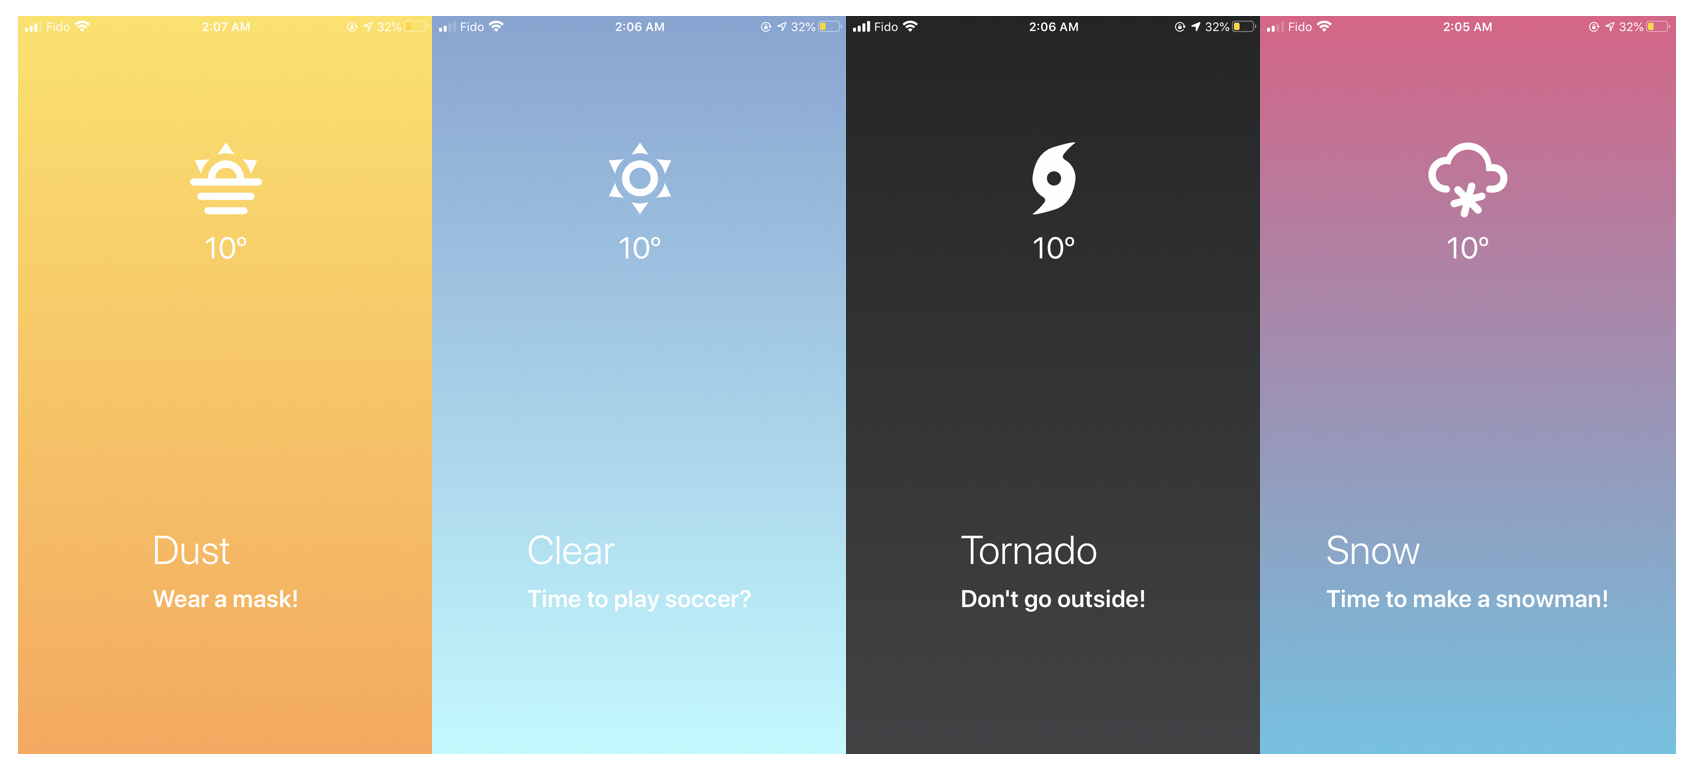 Fido 2:07 AM 32%
10°
Dust
Wear a mask!
Fido 2:06 AM 32%
10°
Clear
Time to play soccer?
Fido 2:06 AM 32%
10°
Tornado
Don't go outside!
Fido 2:05 AM 32%
10°
Snow
Time to make a snowman!